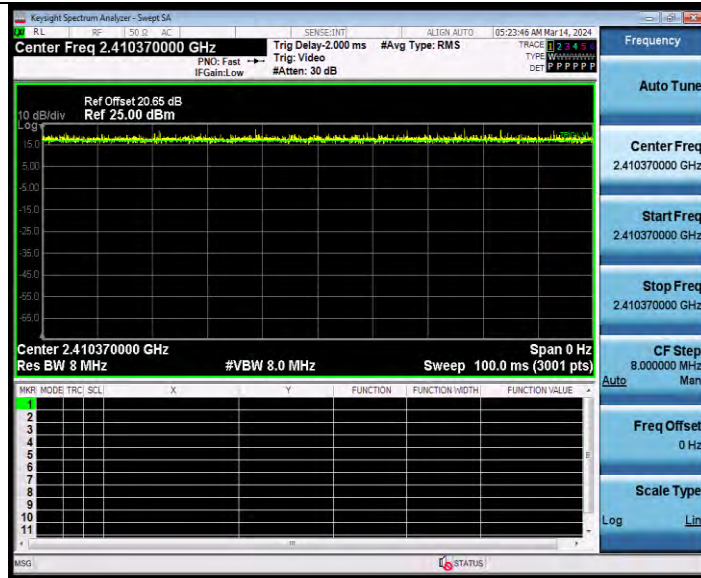 Keysight Spectrum Analyzer - Swept SA
RL RF 50 Ω AC SENSE:INT ALIGN AUTO 05:23:46 AM Mar 14, 2024
Center Freq 2.410370000 GHz
PNO: Fast
IFGain:Low
Trig Delay-2.000 ms
Trig: Video
#Atten: 30 dB
#Avg Type: RMS
TRACE 1 2 3 4 5 6
TYPE
DET P P P P P P
Ref Offset 20.65 dB
10 dB/div Ref 25.00 dBm
Log
15.0
5.00
-5.00
-15.0
-25.0
-35.0
-45.0
-55.0
-65.0
Center 2.410370000 GHz Span 0 Hz
Res BW 8 MHz #VBW 8.0 MHz Sweep 100.0 ms (3001 pts)
MKR MODE TRC SCL X Y FUNCTION FUNCTION WIDTH FUNCTION VALUE
1
2
3
4
5
6
7
8
9
10
11
MSG STATUS
Frequency
Auto Tune
Center Freq
2.410370000 GHz
Start Freq
2.410370000 GHz
Stop Freq
2.410370000 GHz
CF Step
8.000000 MHz
Auto Man
Freq Offset
0 Hz
Scale Type
Log Lin